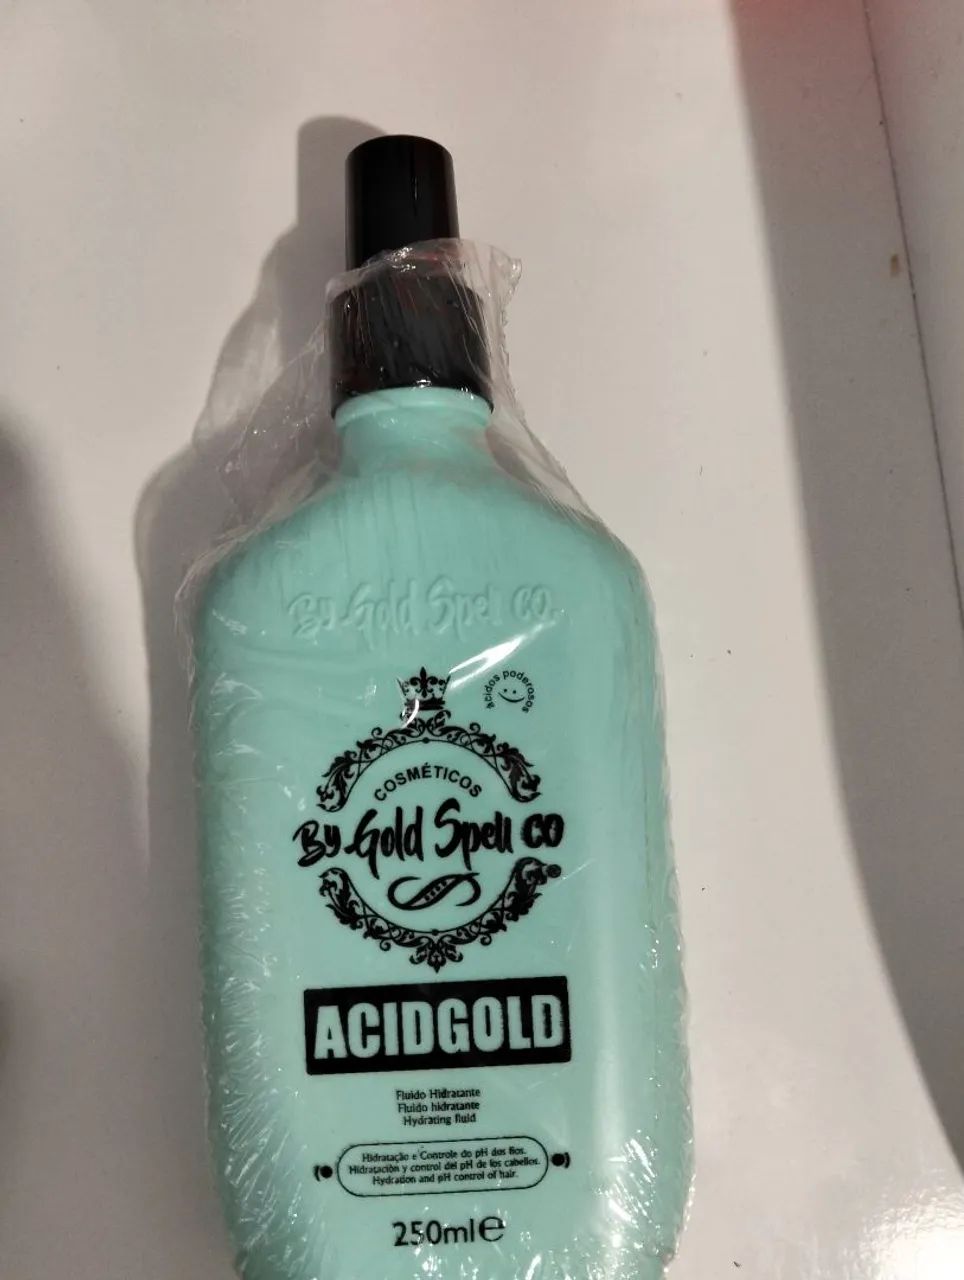 By Gold Spell CO.
ácidos poderosos
COSMÉTICOS
By Gold Spell CO
®
ACIDGOLD
Fluido Hidratante
Fluido hidratante
Hydrating fluid
Hidratação e Controle do pH dos fios.
Hidratación y control del pH de los cabellos.
Hydration and pH control of hair.
250ml℮